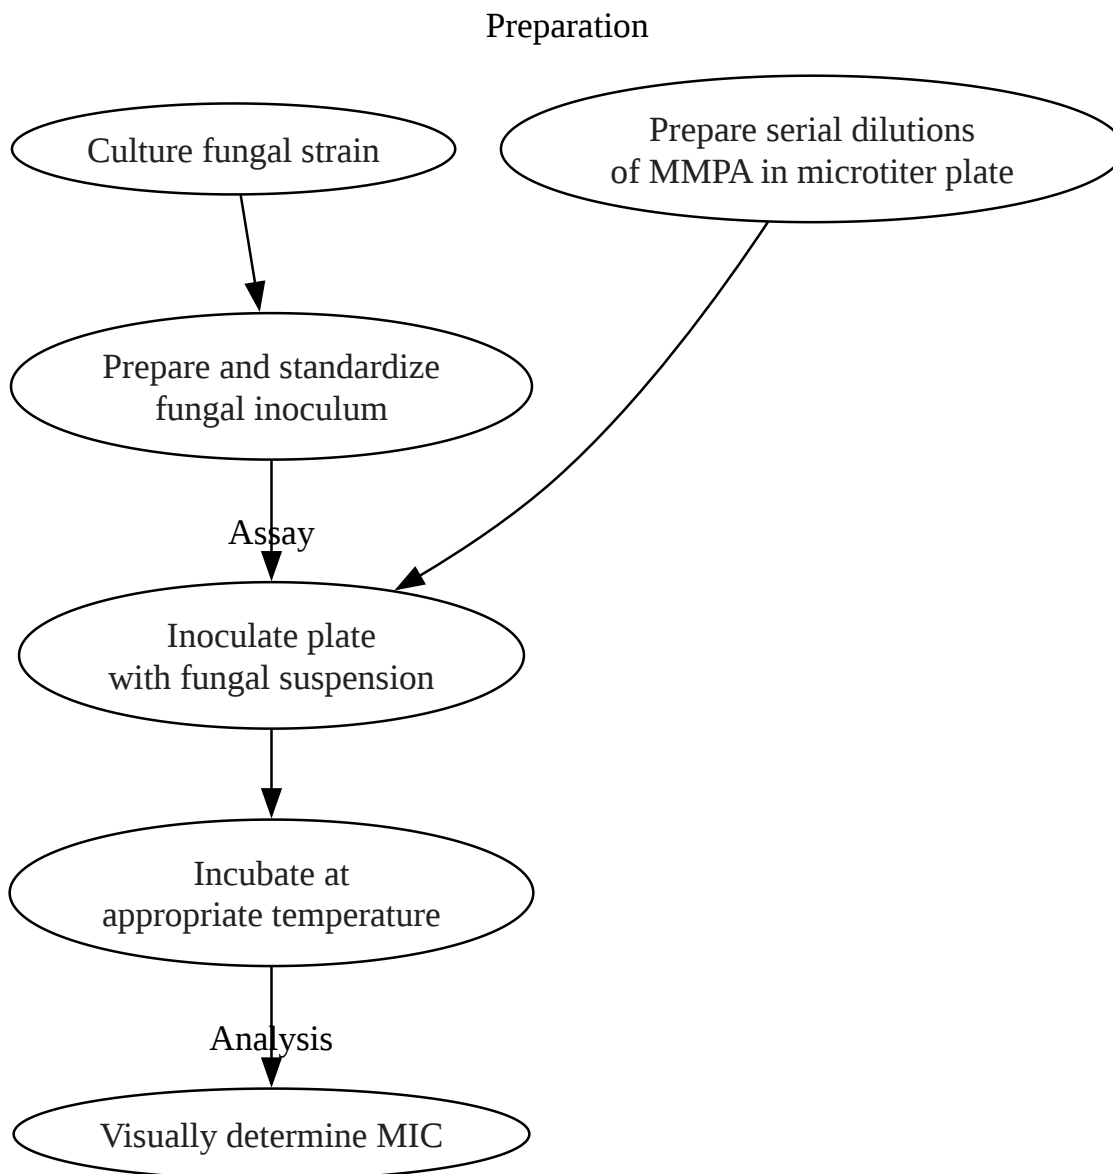 Preparation
Culture fungal strain
Prepare serial dilutions
of MMPA in microtiter plate
Prepare and standardize
fungal inoculum
Assay
Inoculate plate
with fungal suspension
Incubate at
appropriate temperature
Analysis
Visually determine MIC